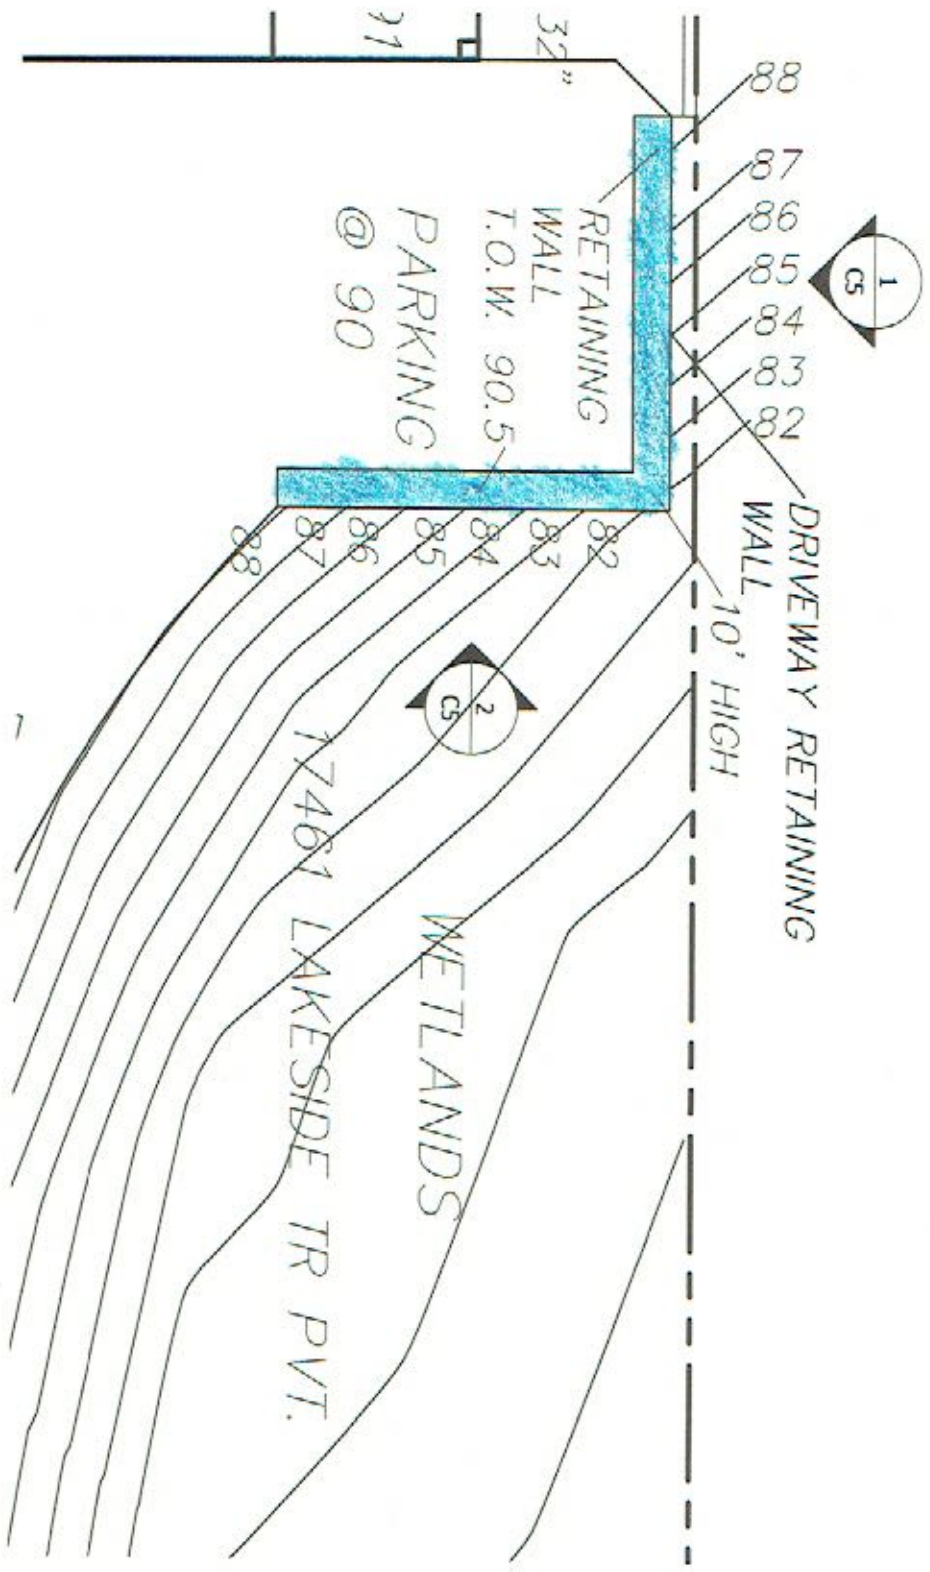 32"
91
88
87
86
85
84
83
82
1
C5
RETAINING
WALL
T.O.W. 90.5
PARKING
@ 90
DRIVEWAY RETAINING
WALL
10' HIGH
82
83
84
85
86
87
88
2
C5
WETLANDS
17461 LAKESIDE TR PVT.